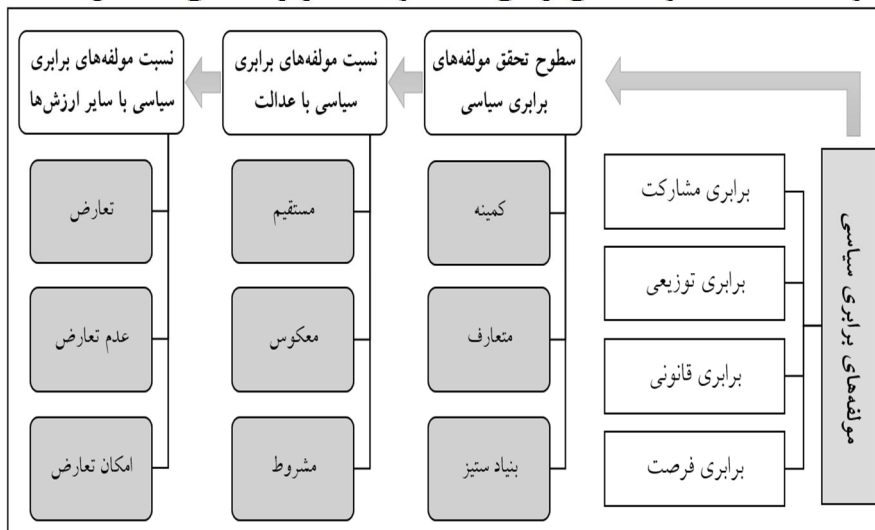 مولفه‌های برابری سیاسی
برابری مشارکت
برابری توزیعی
برابری قانونی
برابری فرصت
سطوح تحقق مولفه‌های
برابری سیاسی
کمینه
متعارف
بنیاد ستیز
نسبت مولفه‌های برابری
سیاسی با عدالت
مستقیم
معکوس
مشروط
نسبت مولفه‌های برابری
سیاسی با سایر ارزش‌ها
تعارض
عدم تعارض
امکان تعارض